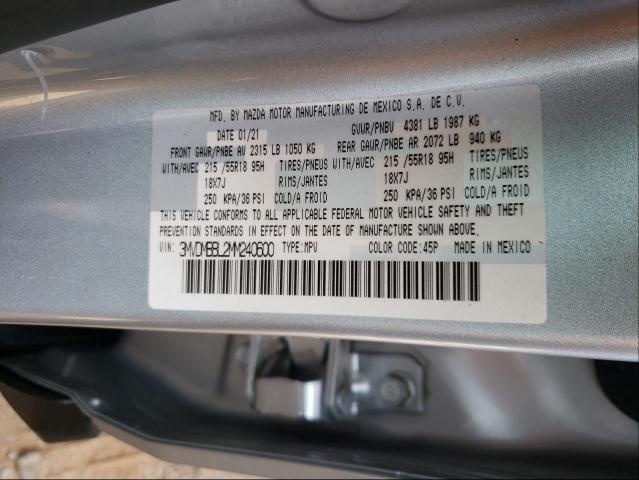 MFD. BY MAZDA MOTOR MANUFACTURING DE MEXICO S.A. DE C.V.
DATE 01/21 GVWR/PNBV 4381 LB 1987 KG
FRONT GAWR/PNBE AV 2315 LB 1050 KG REAR GAWR/PNBE AR 2072 LB 940 KG
WITH/AVEC 215 /55R18 95H TIRES/PNEUS WITH/AVEC 215 /55R18 95H TIRES/PNEUS
18X7J RIMS/JANTES 18X7J RIMS/JANTES
250 KPA/36 PSI COLD/A FROID 250 KPA/36 PSI COLD/A FROID
THIS VEHICLE CONFORMS TO ALL APPLICABLE FEDERAL MOTOR VEHICLE SAFETY AND THEFT
PREVENTION STANDARDS IN EFFECT ON THE DATE OF MANUFACTURE SHOWN ABOVE.
VIN: 3MVDMBBL2MM240600 TYPE:MPV COLOR CODE:45P MADE IN MEXICO